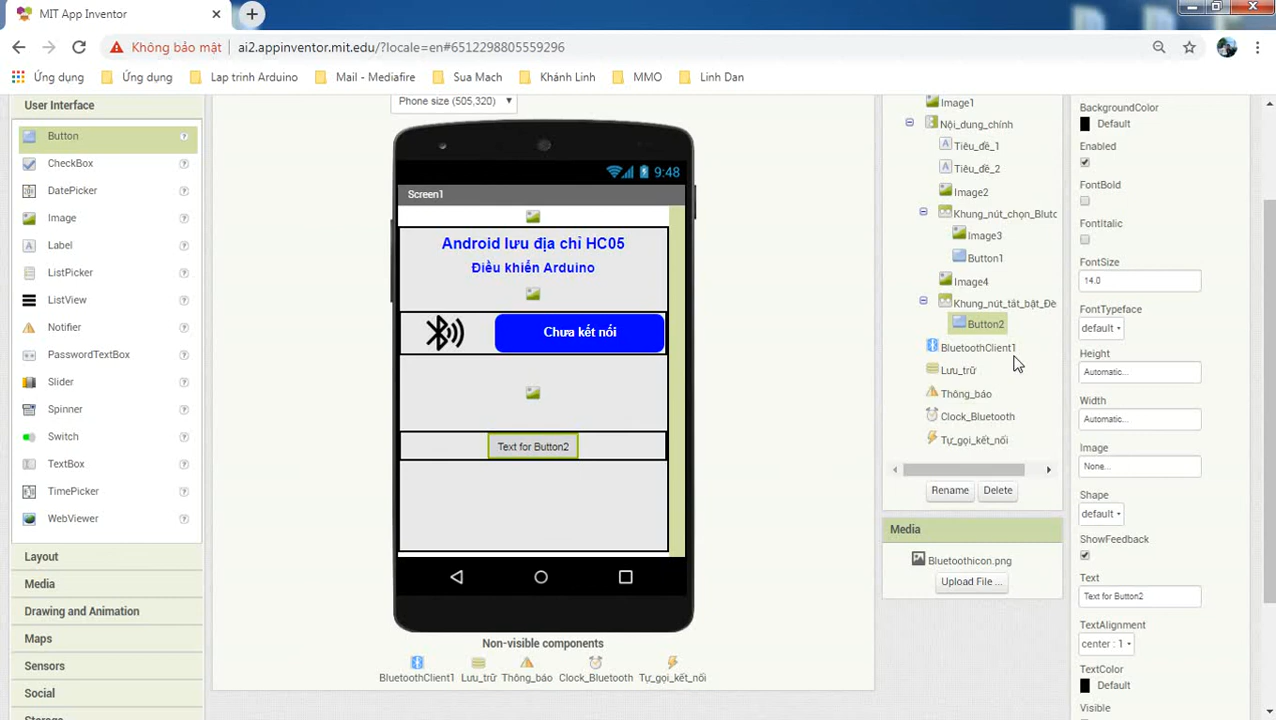 MIT App Inventor
Không bảo mật
ai2.appinventor.mit.edu/?locale=en#6512298805559296
Ứng dụng
Ứng dụng
Lap trinh Arduino
Mail - Mediafire
Sua Mach
Khánh Linh
MMO
Linh Dan
User Interface
Button
CheckBox
DatePicker
Image
Label
ListPicker
ListView
Notifier
PasswordTextBox
Slider
Spinner
Switch
TextBox
TimePicker
WebViewer
Layout
Media
Drawing and Animation
Maps
Sensors
Social
Storage
Phone size (505,320)
9:48
Screen1
Android lưu địa chỉ HC05
Điều khiển Arduino
Chưa kết nối
Text for Button2
Non-visible components
BluetoothClient1
Lưu_trữ
Thông_báo
Clock_Bluetooth
Tự_gọi_kết_nối
Image1
Nội_dung_chính
Tiêu_đề_1
Tiêu_đề_2
Image2
Khung_nút_chọn_Bluto
Image3
Button1
Image4
Khung_nút_tắt_bật_Đè
Button2
BluetoothClient1
Lưu_trữ
Thông_báo
Clock_Bluetooth
Tự_gọi_kết_nối
Rename
Delete
Media
Bluetoothicon.png
Upload File ...
BackgroundColor
Default
Enabled
FontBold
FontItalic
FontSize
14.0
FontTypeface
default
Height
Automatic...
Width
Automatic...
Image
None...
Shape
default
ShowFeedback
Text
Text for Button2
TextAlignment
center : 1
TextColor
Default
Visible